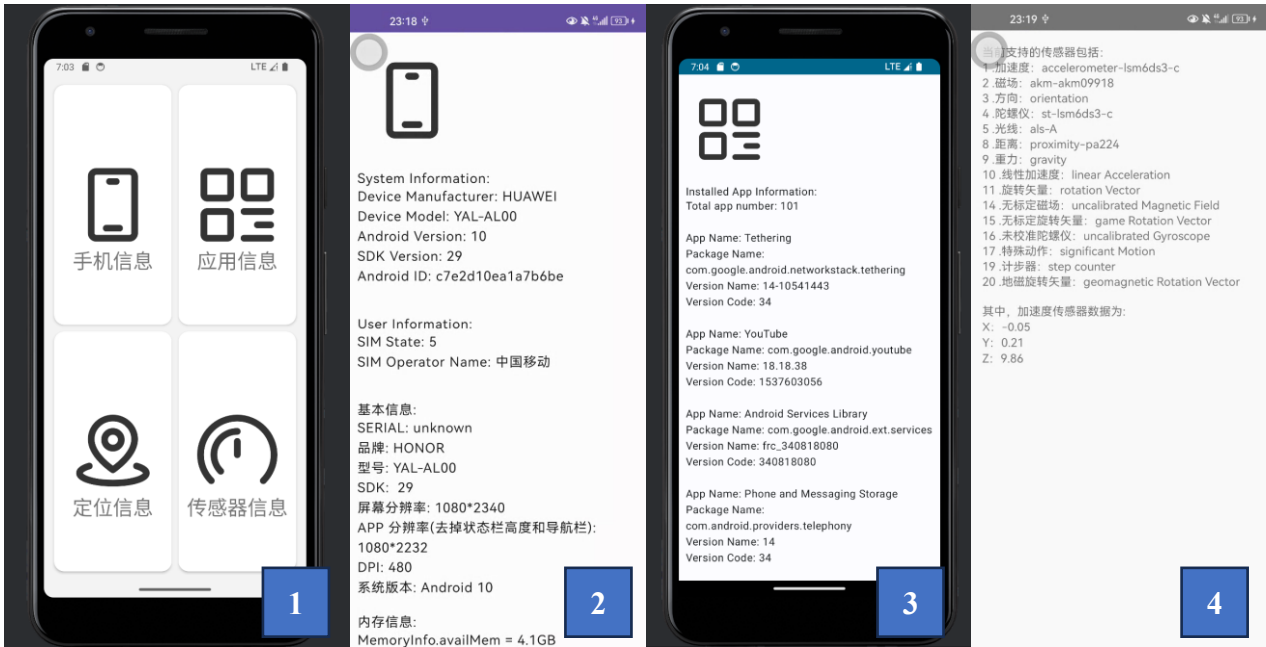 7:03
LTE
手机信息
应用信息
定位信息
传感器信息
1
23:18
93
System Information:
Device Manufacturer: HUAWEI
Device Model: YAL-AL00
Android Version: 10
SDK Version: 29
Android ID: c7e2d10ea1a7b6be
User Information:
SIM State: 5
SIM Operator Name: 中国移动
基本信息:
SERIAL: unknown
品牌: HONOR
型号: YAL-AL00
SDK: 29
屏幕分辨率: 1080*2340
APP 分辨率(去掉状态栏高度和导航栏):
1080*2232
DPI: 480
系统版本: Android 10
内存信息:
MemoryInfo.availMem = 4.1GB
2
7:04
LTE
Installed App Information:
Total app number: 101
App Name: Tethering
Package Name:
com.google.android.networkstack.tethering
Version Name: 14-10541443
Version Code: 34
App Name: YouTube
Package Name: com.google.android.youtube
Version Name: 18.18.38
Version Code: 1537603056
App Name: Android Services Library
Package Name: com.google.android.ext.services
Version Name: frc_340818080
Version Code: 340818080
App Name: Phone and Messaging Storage
Package Name:
com.android.providers.telephony
Version Name: 14
Version Code: 34
3
23:19
93
当前支持的传感器包括:
1 .加速度: accelerometer-lsm6ds3-c
2 .磁场: akm-akm09918
3 .方向: orientation
4 .陀螺仪: st-lsm6ds3-c
5 .光线: als-A
8 .距离: proximity-pa224
9 .重力: gravity
10 .线性加速度: linear Acceleration
11 .旋转矢量: rotation Vector
14 .无标定磁场: uncalibrated Magnetic Field
15 .无标定旋转矢量: game Rotation Vector
16 .未校准陀螺仪: uncalibrated Gyroscope
17 .特殊动作: significant Motion
19 .计步器: step counter
20 .地磁旋转矢量: geomagnetic Rotation Vector
其中，加速度传感器数据为:
X: -0.05
Y: 0.21
Z: 9.86
4